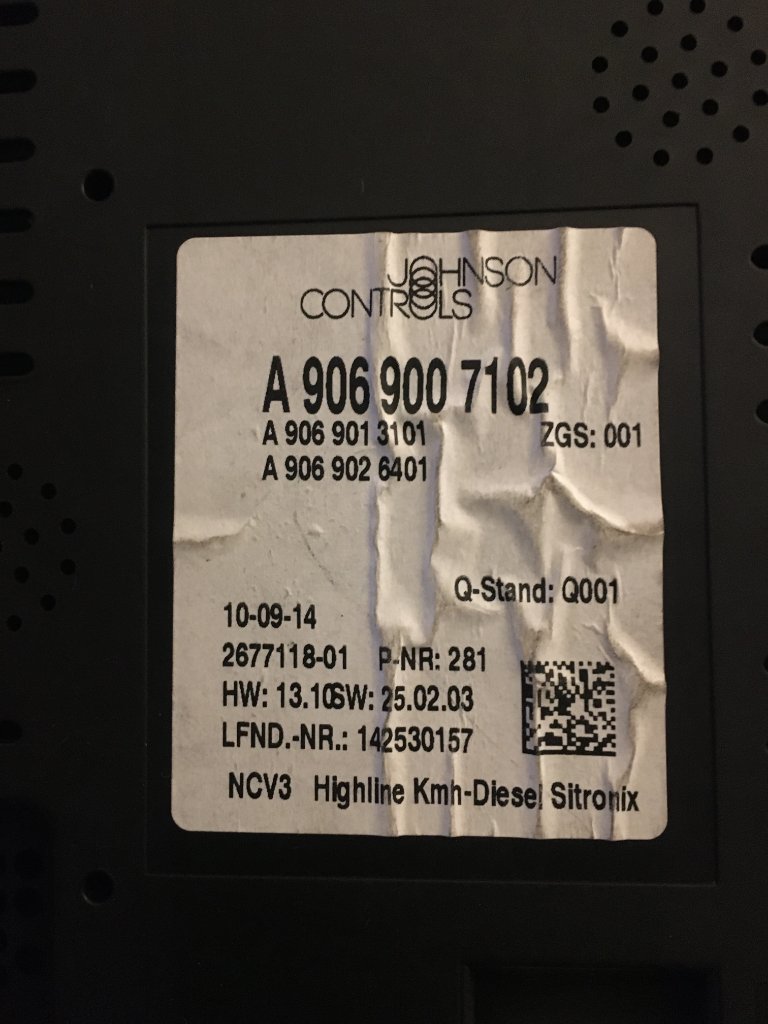 JOHNSON
CONTROLS
A 906 900 7102
A 906 901 3101 ZGS: 001
A 906 902 6401
Q-Stand: Q001
10-09-14
2677118-01 P-NR: 281
HW: 13.10 SW: 25.02.03
LFND.-NR.: 142530157
NCV3 Highline Kmh-Diesel Sitronix